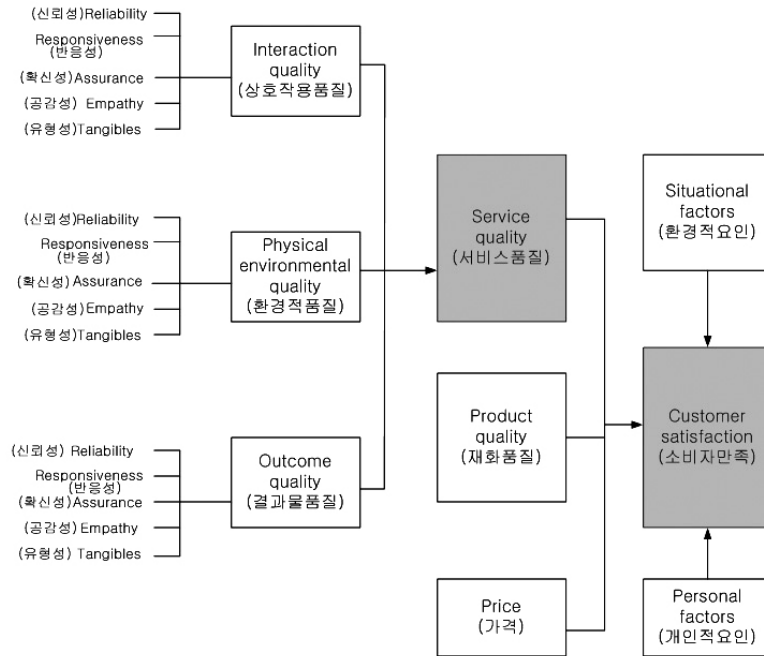 (신뢰성)Reliability
Responsiveness
(반응성)
(확신성)Assurance
(공감성) Empathy
(유형성)Tangibles
Interaction
quality
(상호작용품질)
(신뢰성)Reliability
Responsiveness
(반응성)
(확신성)Assurance
(공감성)Empathy
(유형성)Tangibles
Physical
environmental
quality
(환경적품질)
(신뢰성) Reliability
Responsiveness
(반응성)
(확신성)Assurance
(공감성) Empathy
(유형성) Tangibles
Outcome
quality
(결과물품질)
Service
quality
(서비스품질)
Product
quality
(재화품질)
Price
(가격)
Situational
factors
(환경적요인)
Customer
satisfaction
(소비자만족)
Personal
factors
(개인적요인)